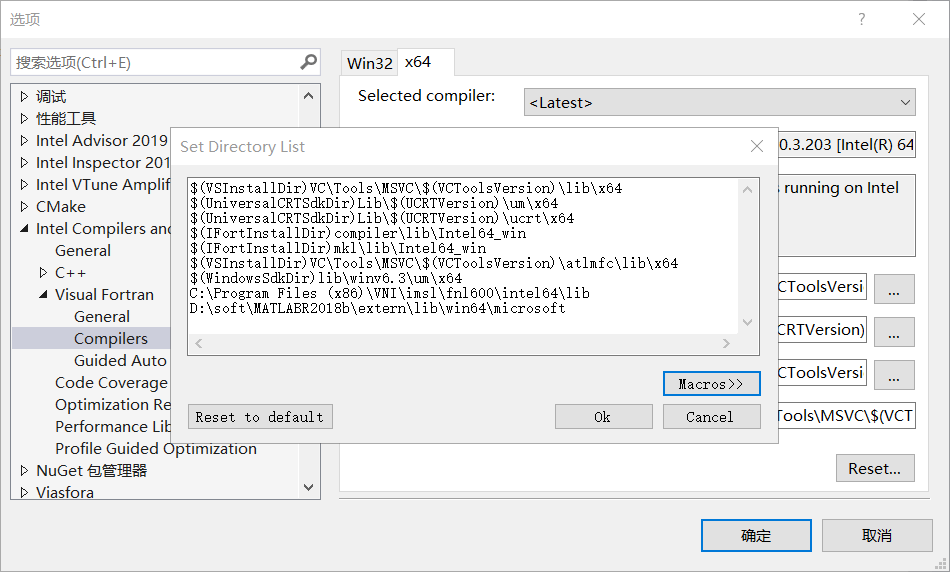 选项
?
搜索选项(Ctrl+E)
调试
性能工具
Intel Advisor 2019
Intel Inspector 201
Intel VTune Amplif
CMake
Intel Compilers and
General
C++
Visual Fortran
General
Compilers
Guided Auto
Code Coverage
Optimization Re
Performance Lib
Profile Guided Optimization
NuGet 包管理器
Viasfora
Win32
x64
Selected compiler:
<Latest>
0.3.203 [Intel(R) 64
s running on Intel
CToolsVersi
...
CRTVersion)
...
CToolsVersi
...
Tools\MSVC\$(VCT
Reset...
Set Directory List
$(VSInstallDir)VC\Tools\MSVC\$(VCToolsVersion)\lib\x64
$(UniversalCRTSdkDir)Lib\$(UCRTVersion)\um\x64
$(UniversalCRTSdkDir)Lib\$(UCRTVersion)\ucrt\x64
$(IFortInstallDir)compiler\lib\Intel64_win
$(IFortInstallDir)mkl\lib\Intel64_win
$(VSInstallDir)VC\Tools\MSVC\$(VCToolsVersion)\atlmfc\lib\x64
$(WindowsSdkDir)lib\winv6.3\um\x64
C:\Program Files (x86)\VNI\imsl\fnl600\intel64\lib
D:\soft\MATLABR2018b\extern\lib\win64\microsoft
Macros>>
Reset to default
Ok
Cancel
确定
取消